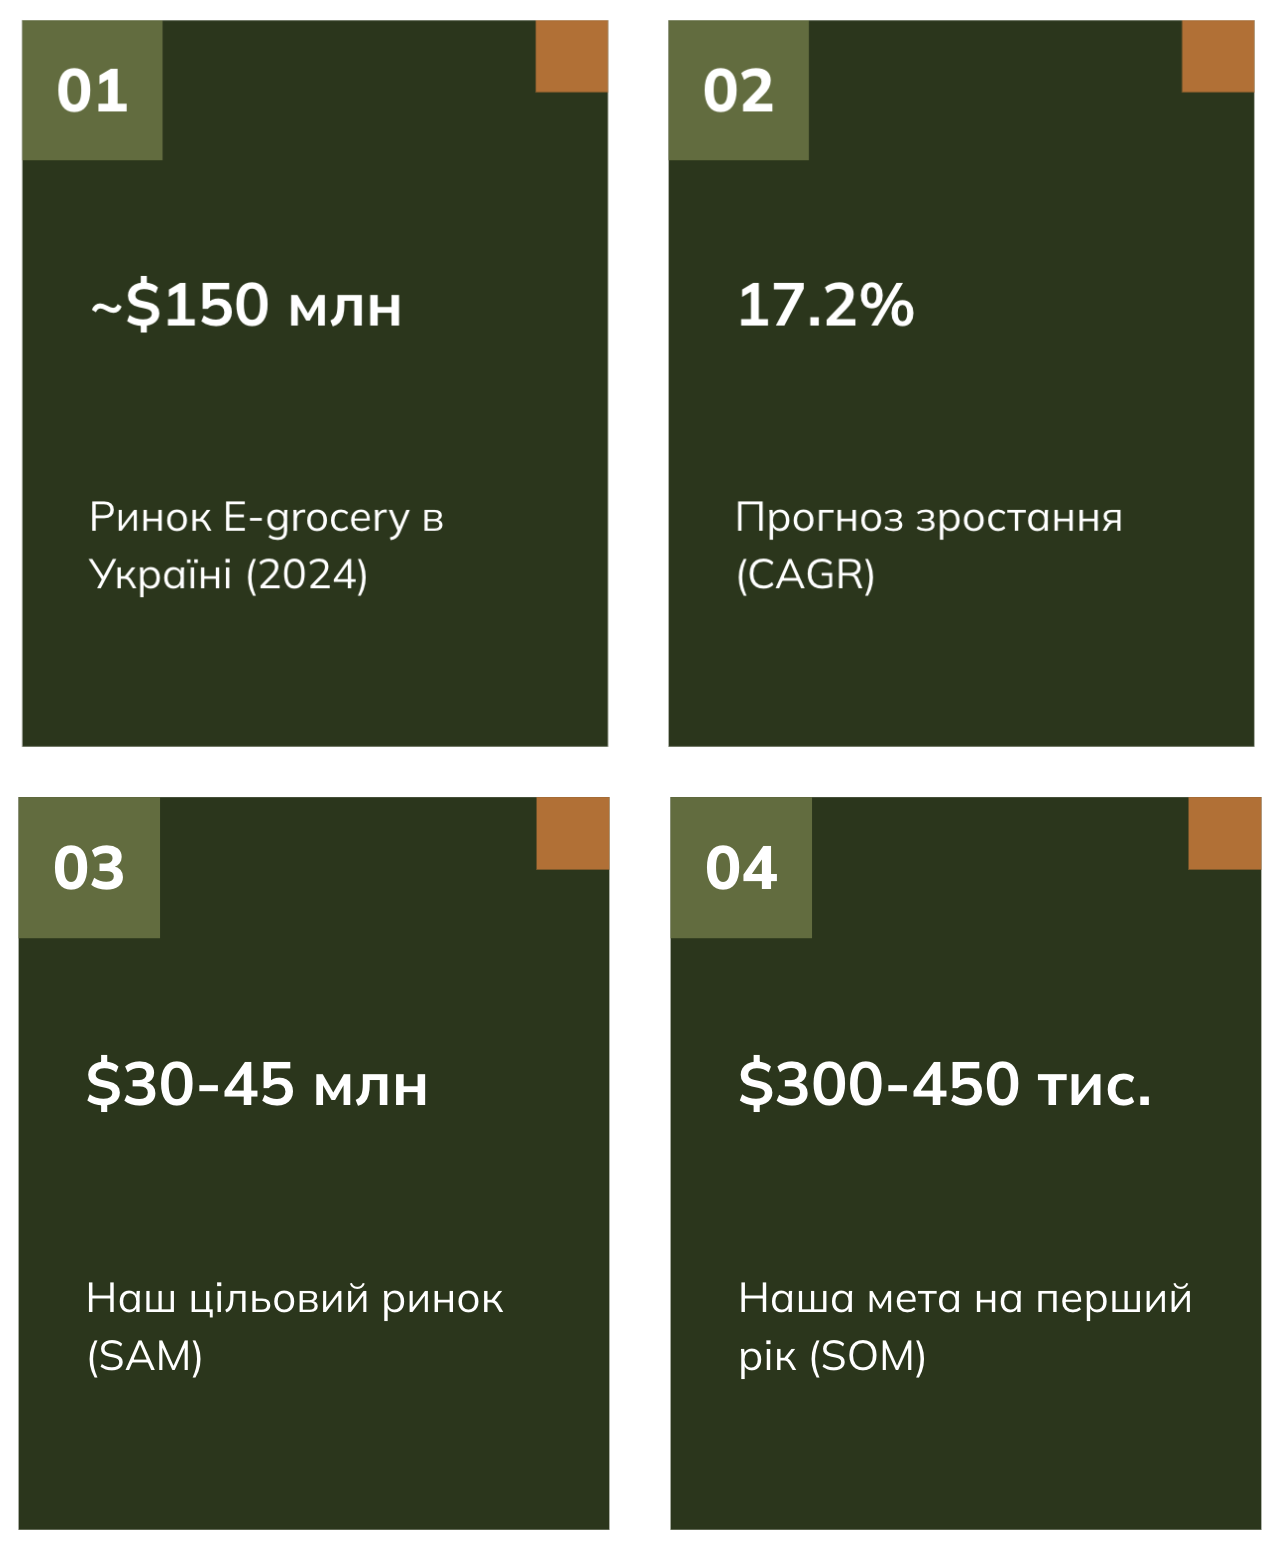 01
~$150 млн
Ринок E-grocery в
Україні (2024)
02
17.2%
Прогноз зростання
(CAGR)
03
$30-45 млн
Наш цільовий ринок
(SAM)
04
$300-450 тис.
Наша мета на перший
рік (SOM)